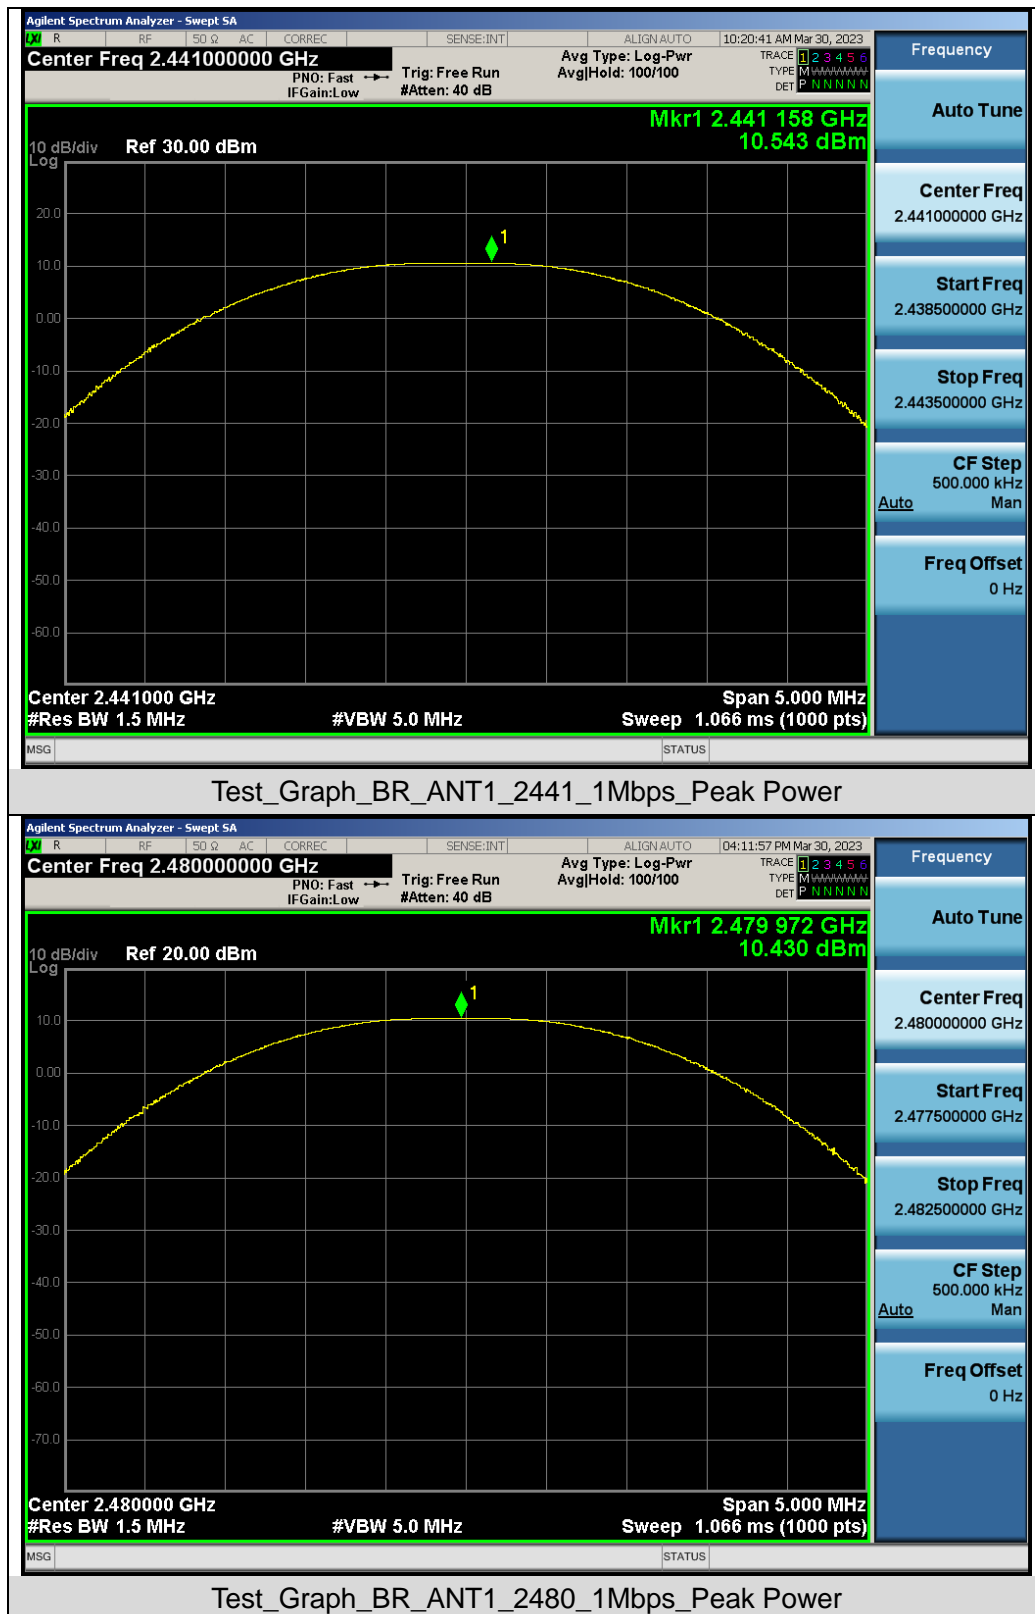 Agilent Spectrum Analyzer - Swept SA
LXI R RF 50 Ω AC CORREC SENSE:INT ALIGN AUTO 10:20:41 AM Mar 30, 2023
Center Freq 2.441000000 GHz
PNO: Fast
IFGain:Low
Trig: Free Run
#Atten: 40 dB
Avg Type: Log-Pwr
Avg|Hold: 100/100
TRACE 1 2 3 4 5 6
TYPE M WWWWW
DET P N N N N N
Frequency
Mkr1 2.441 158 GHz
10.543 dBm
10 dB/div Ref 30.00 dBm
Log
20.0
10.0
0.00
-10.0
-20.0
-30.0
-40.0
-50.0
-60.0
1
Center 2.441000 GHz Span 5.000 MHz
#Res BW 1.5 MHz #VBW 5.0 MHz Sweep 1.066 ms (1000 pts)
Auto Tune
Center Freq
2.441000000 GHz
Start Freq
2.438500000 GHz
Stop Freq
2.443500000 GHz
CF Step
500.000 kHz
Auto Man
Freq Offset
0 Hz
MSG STATUS
Test_Graph_BR_ANT1_2441_1Mbps_Peak Power
Agilent Spectrum Analyzer - Swept SA
LXI R RF 50 Ω AC CORREC SENSE:INT ALIGN AUTO 04:11:57 PM Mar 30, 2023
Center Freq 2.480000000 GHz
PNO: Fast
IFGain:Low
Trig: Free Run
#Atten: 40 dB
Avg Type: Log-Pwr
Avg|Hold: 100/100
TRACE 1 2 3 4 5 6
TYPE M WWWWW
DET P N N N N N
Frequency
Mkr1 2.479 972 GHz
10.430 dBm
10 dB/div Ref 20.00 dBm
Log
10.0
0.00
-10.0
-20.0
-30.0
-40.0
-50.0
-60.0
-70.0
1
Center 2.480000 GHz Span 5.000 MHz
#Res BW 1.5 MHz #VBW 5.0 MHz Sweep 1.066 ms (1000 pts)
Auto Tune
Center Freq
2.480000000 GHz
Start Freq
2.477500000 GHz
Stop Freq
2.482500000 GHz
CF Step
500.000 kHz
Auto Man
Freq Offset
0 Hz
MSG STATUS
Test_Graph_BR_ANT1_2480_1Mbps_Peak Power